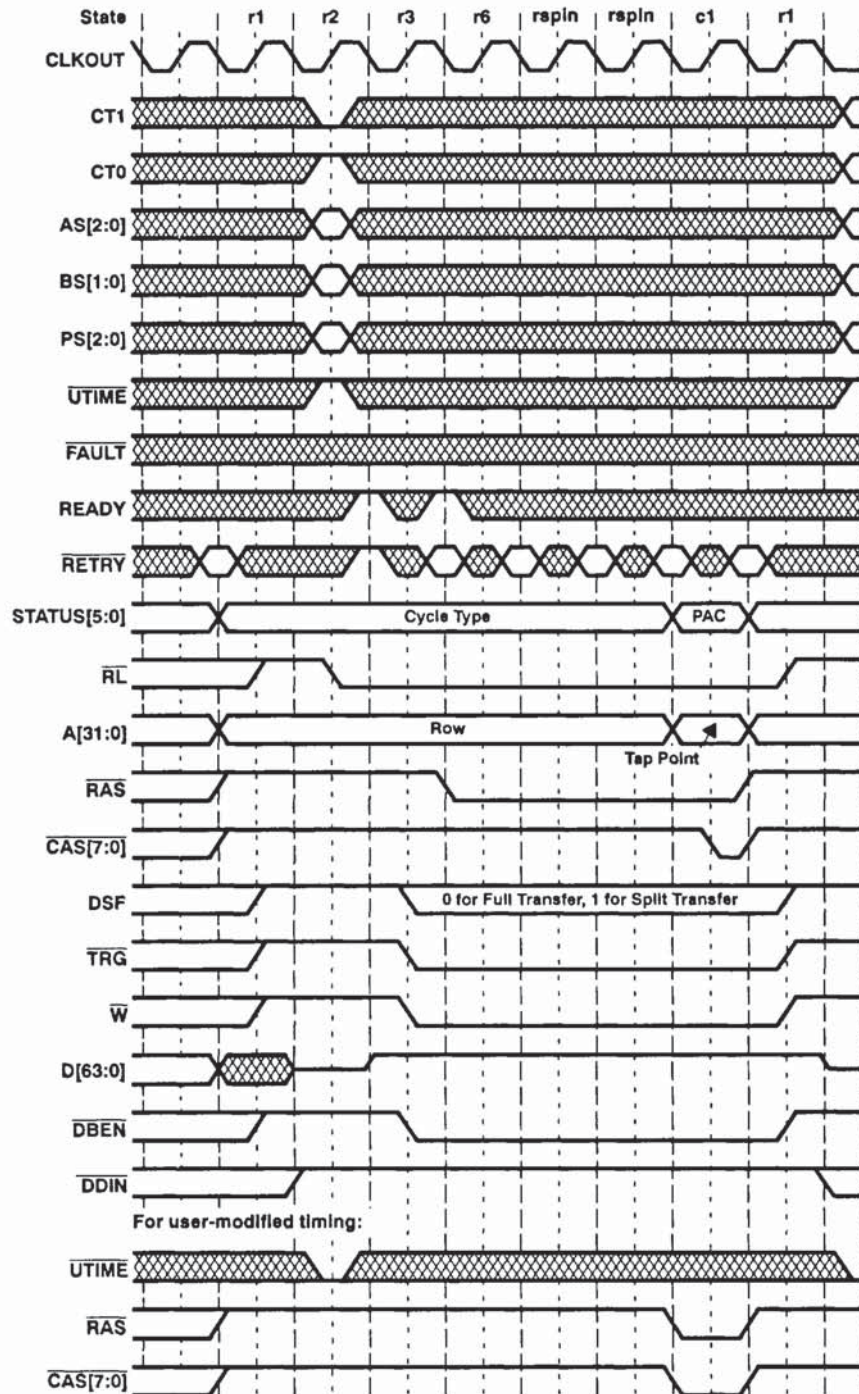 State r1 r2 r3 r6 rspin rspin c1 r1
CLKOUT
CT1
CT0
AS[2:0]
BS[1:0]
PS[2:0]
UTIME
FAULT
READY
RETRY
STATUS[5:0] Cycle Type PAC
RL
A[31:0] Row
Tap Point
RAS
CAS[7:0]
DSF 0 for Full Transfer, 1 for Split Transfer
TRG
W
D[63:0]
DBEN
DDIN
For user-modified timing:
UTIME
RAS
CAS[7:0]